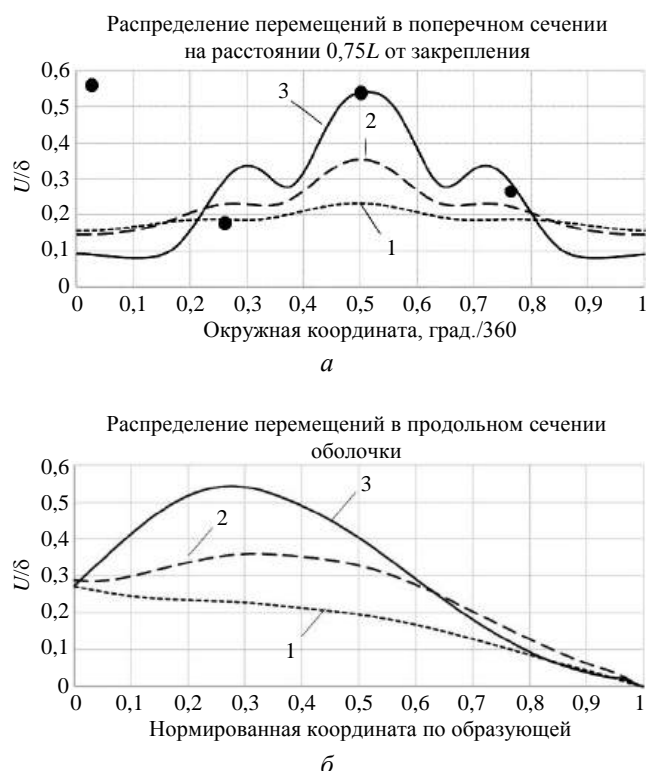 Распределение перемещений в поперечном сечении
на расстоянии 0,75L от закрепления
0,6
0,5
0,4
0,3
0,2
0,1
0
U/δ
3
2
1
0 0,1 0,2 0,3 0,4 0,5 0,6 0,7 0,8 0,9 1
Окружная координата, град./360
а
Распределение перемещений в продольном сечении
оболочки
0,6
0,5
0,4
0,3
0,2
0,1
0
U/δ
3
2
1
0 0,1 0,2 0,3 0,4 0,5 0,6 0,7 0,8 0,9 1
Нормированная координата по образующей
б